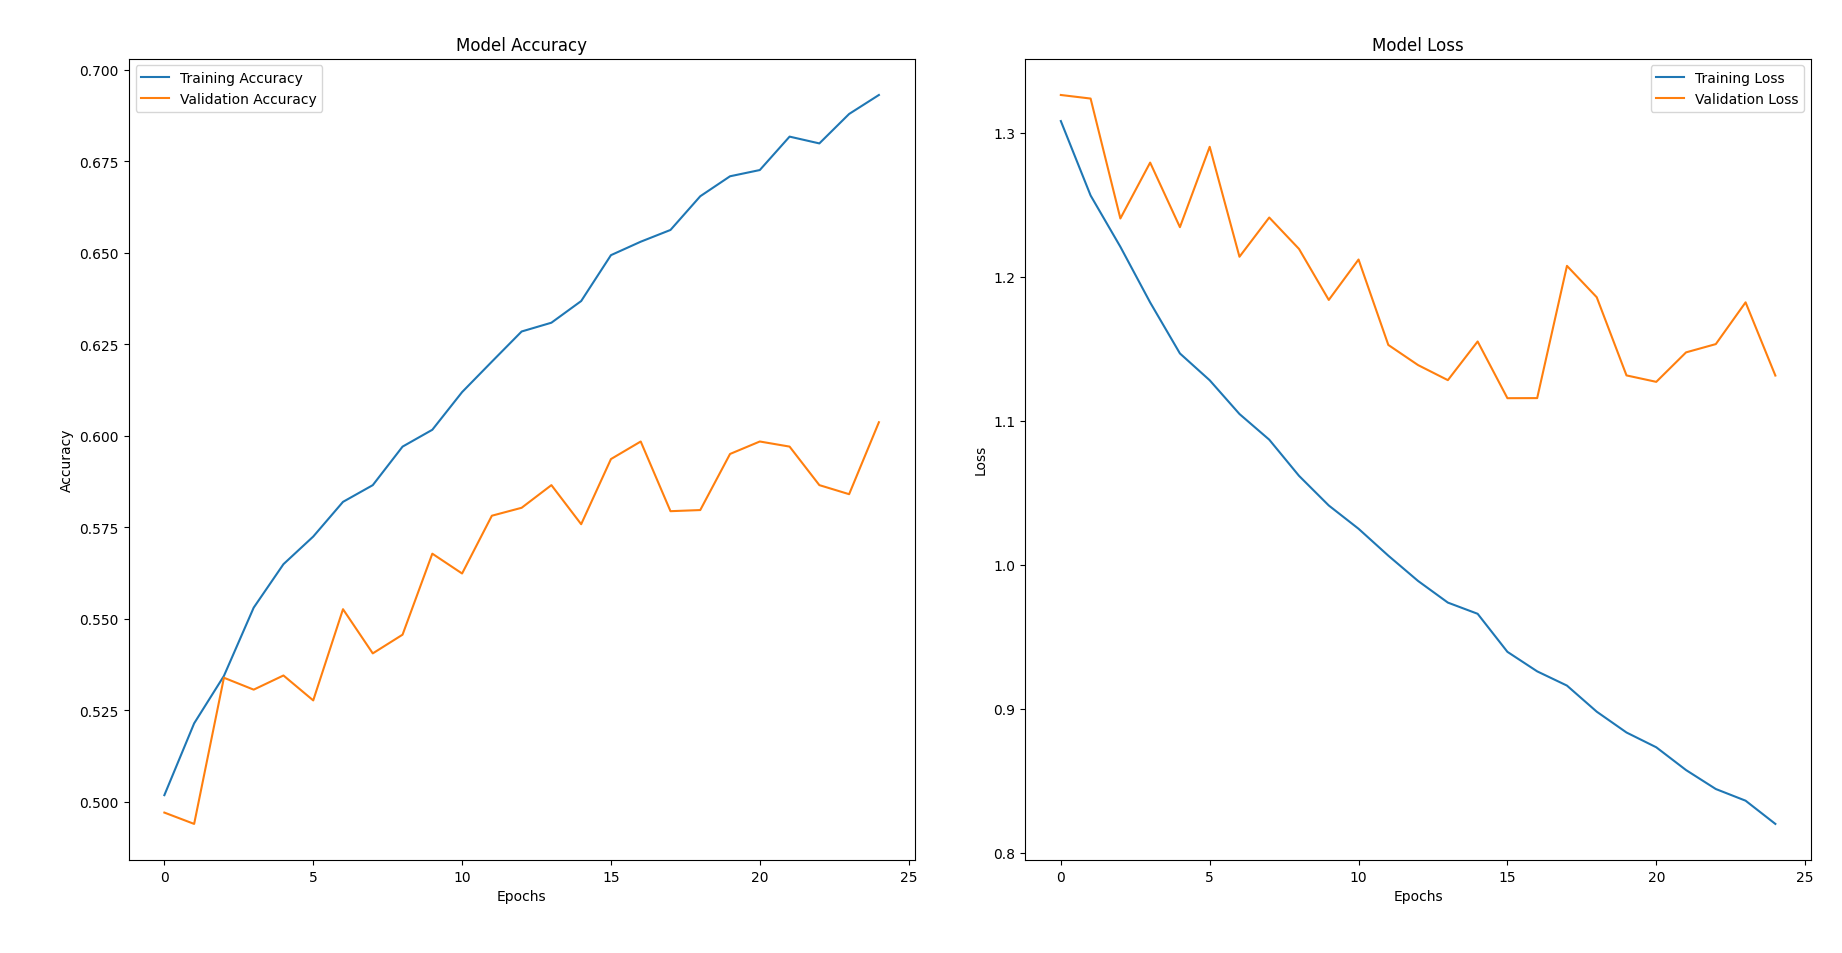 Model Accuracy
Training Accuracy
Validation Accuracy
0.700
0.675
0.650
0.625
0.600
0.575
0.550
0.525
0.500
Accuracy
0 5 10 15 20 25
Epochs
Model Loss
Training Loss
Validation Loss
1.3
1.2
1.1
1.0
0.9
0.8
Loss
0 5 10 15 20 25
Epochs